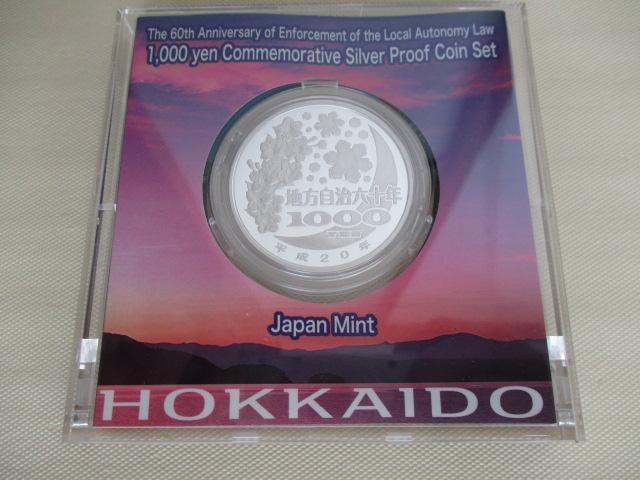 The 60th Anniversary of Enforcement of the Local Autonomy Law
1,000 yen Commemorative Silver Proof Coin Set
地方自治六十年
1000
平成20年
Japan Mint
HOKKAIDO